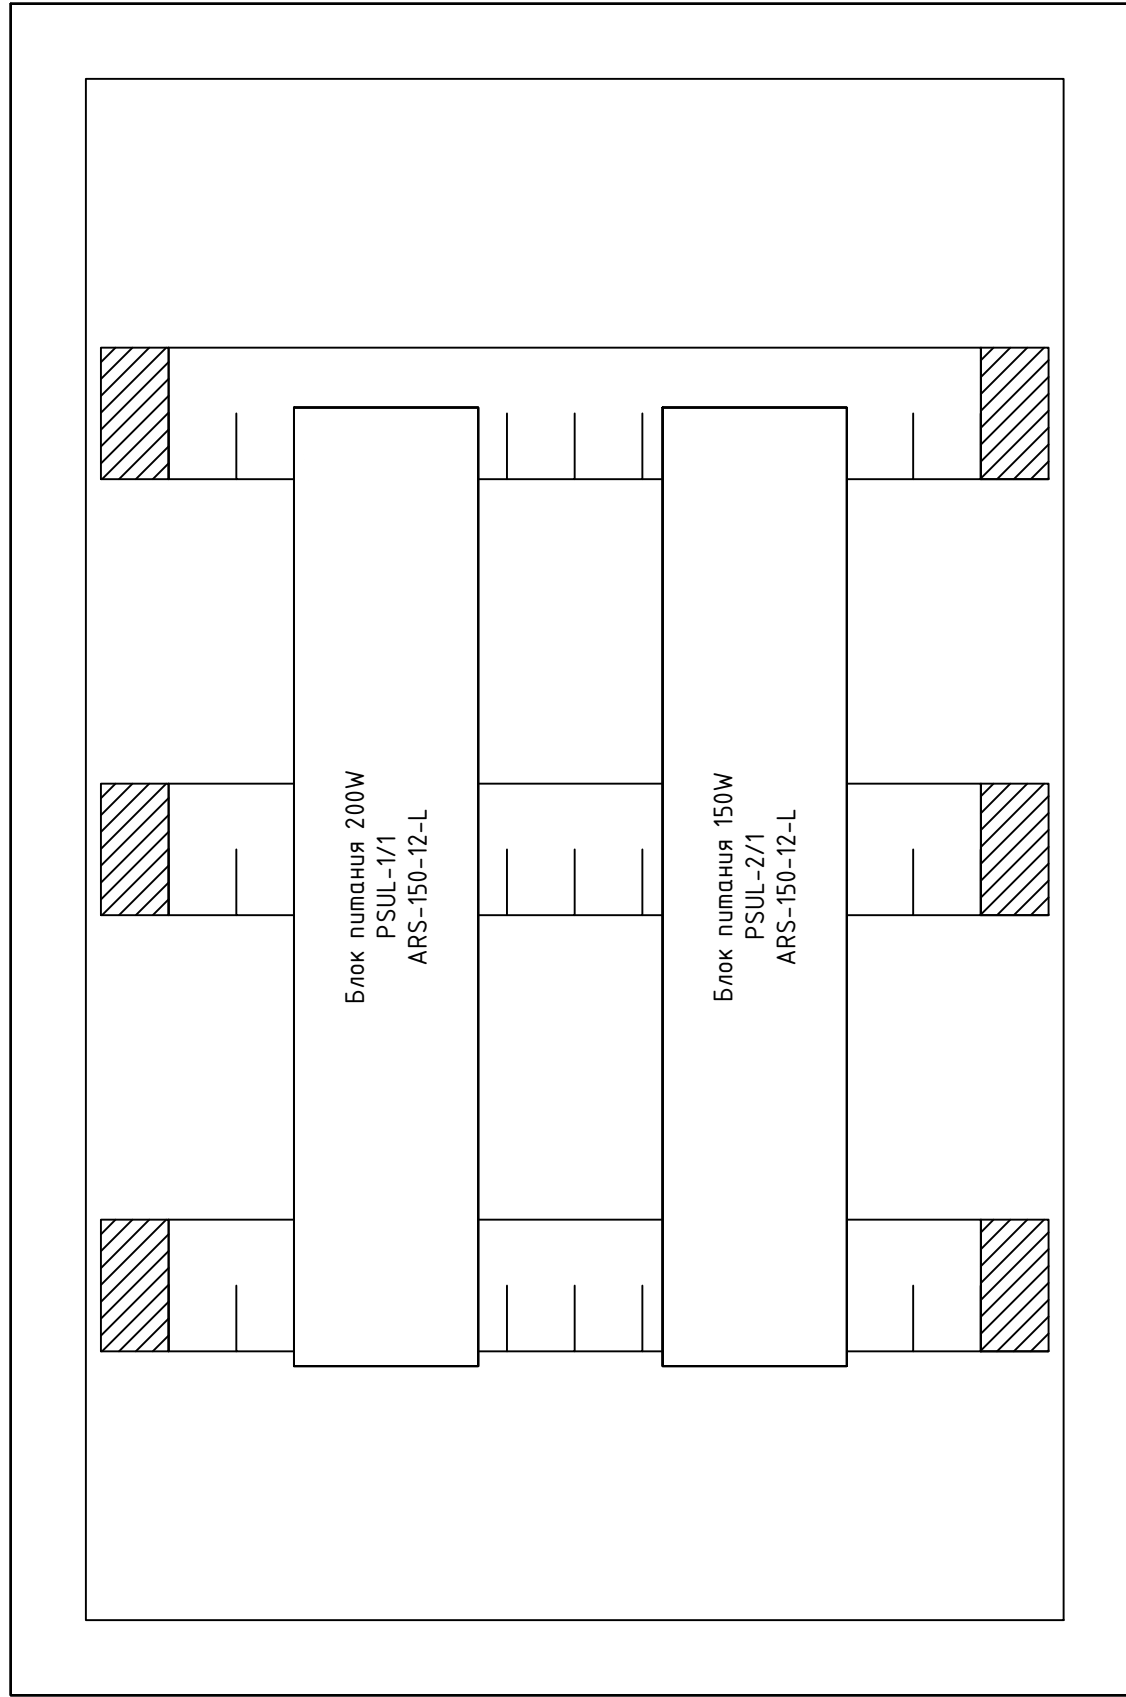 Блок питания 200W
PSUL-1/1
ARS-150-12-L
Блок питания 150W
PSUL-2/1
ARS-150-12-L